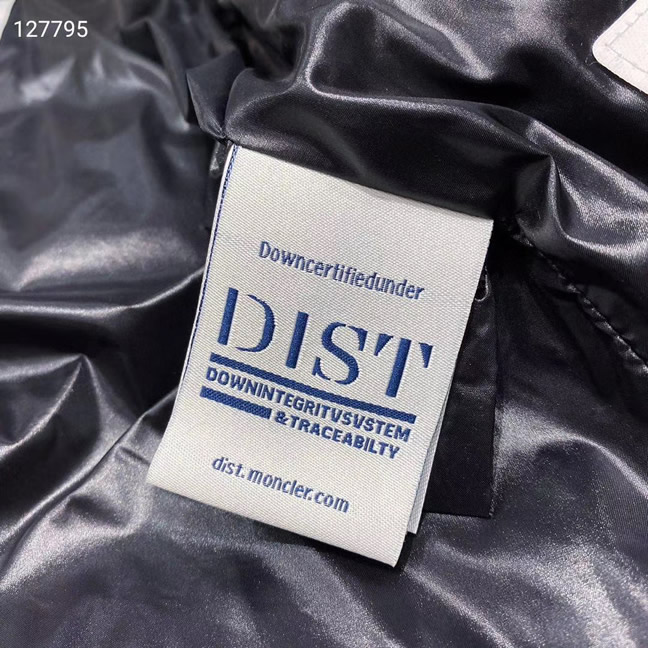 127795
Downcertifiedunder
DIST
DOWNINTEGRITVSVSTEM
&TRACEABILTY
dist.moncler.com